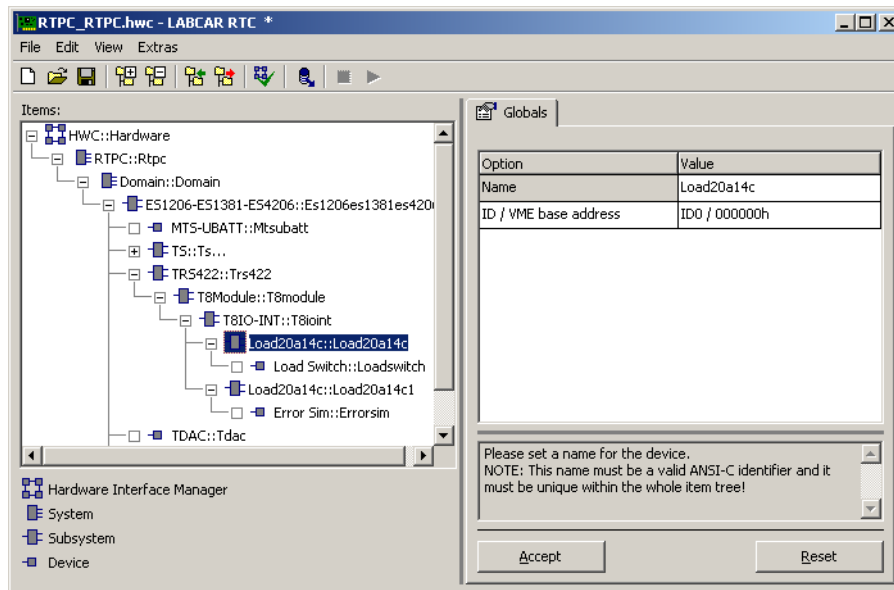 RTPC_RTPC.hwc - LABCAR RTC *
File Edit View Extras
Items:
HWC::Hardware
RTPC::Rtpc
Domain::Domain
ES1206-ES1381-ES4206::Es1206es1381es420
MTS-UBATT::Mtsubatt
TS::Ts...
TRS422::Trs422
T8Module::T8module
T8IO-INT::T8ioint
Load20a14c::Load20a14c
Load Switch::Loadswitch
Load20a14c::Load20a14c1
Error Sim::Errorsim
TDAC::Tdac
Hardware Interface Manager
System
Subsystem
Device
Globals
Option Value
Name Load20a14c
ID / VME base address ID0 / 000000h
Please set a name for the device.
NOTE: This name must be a valid ANSI-C identifier and it
must be unique within the whole item tree!
Accept Reset